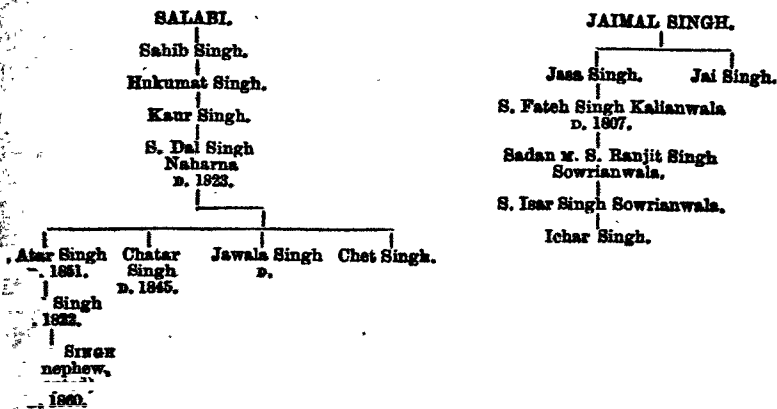 SALABI.
Sahib Singh.
Hukumat Singh.
Kaur Singh.
S. Dal Singh
Naharna
D. 1823.
Atar Singh
1851.
Singh
SINGH
nephew,
1860.
Chatar
Singh
D. 1845.
Jawala Singh
D.
Chet Singh.
JAIMAL SINGH.
Jasa Singh.
Jai Singh.
S. Fateh Singh Kalianwala
D. 1807.
Sadan M. S. Ranjit Singh
Sowrianwala.
S. Isar Singh Sowrianwala.
Ichar Singh.